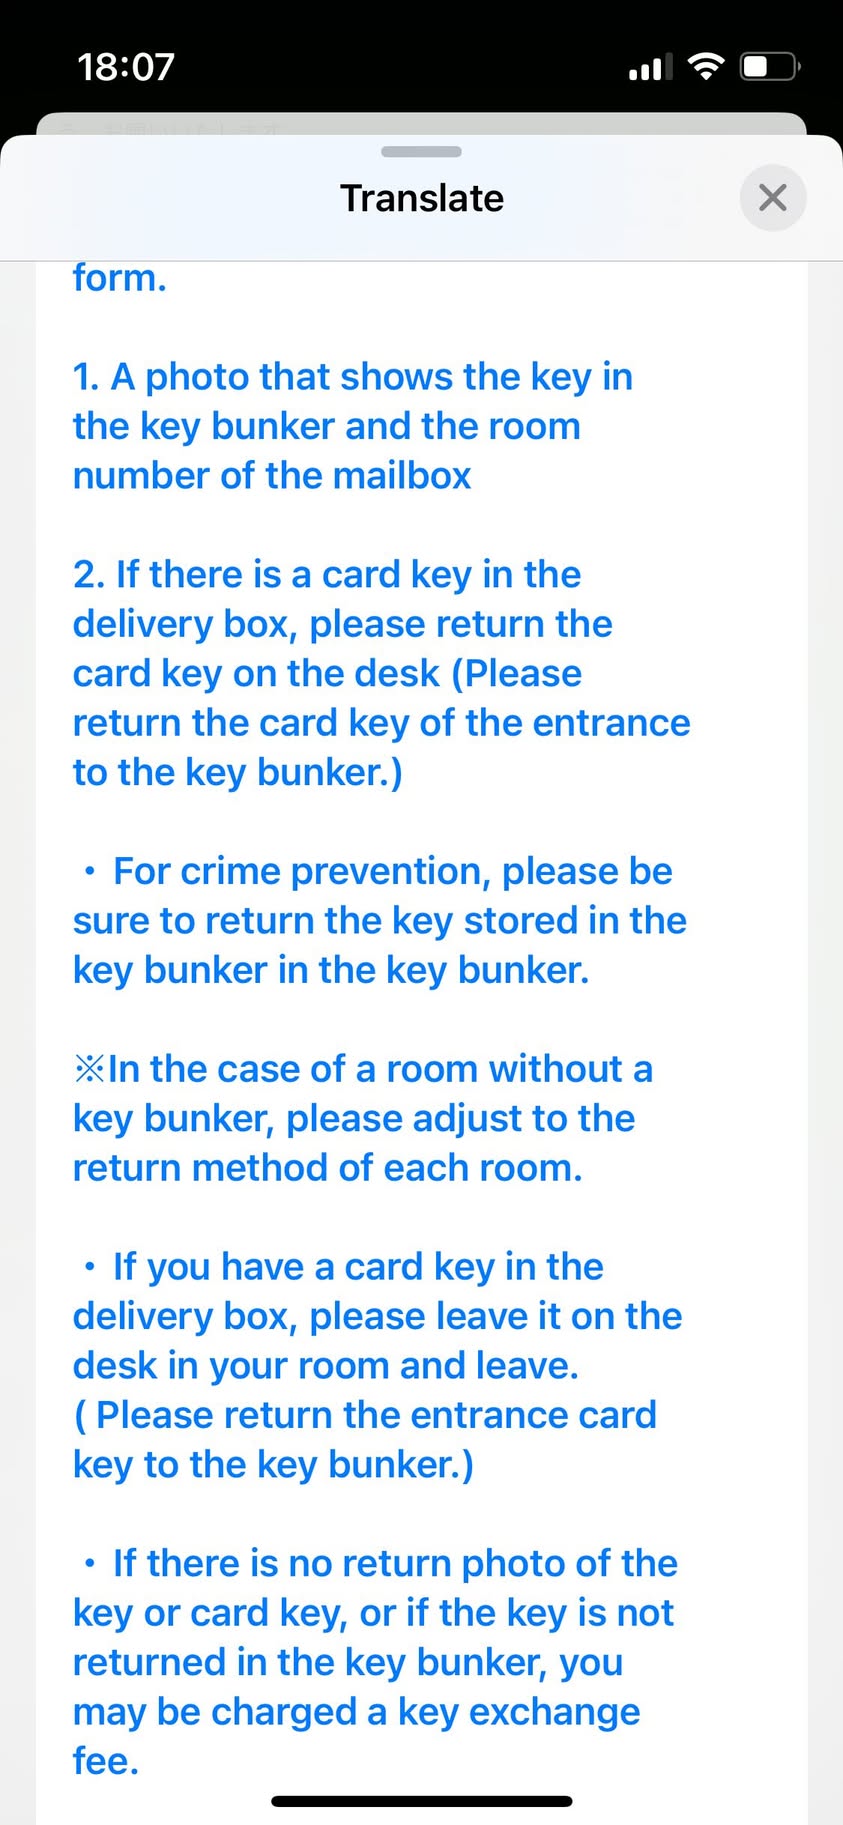 18:07
Translate
form.
1. A photo that shows the key in
the key bunker and the room
number of the mailbox
2. If there is a card key in the
delivery box, please return the
card key on the desk (Please
return the card key of the entrance
to the key bunker.)
・ For crime prevention, please be
sure to return the key stored in the
key bunker in the key bunker.
※In the case of a room without a
key bunker, please adjust to the
return method of each room.
・ If you have a card key in the
delivery box, please leave it on the
desk in your room and leave.
( Please return the entrance card
key to the key bunker.)
・ If there is no return photo of the
key or card key, or if the key is not
returned in the key bunker, you
may be charged a key exchange
fee.